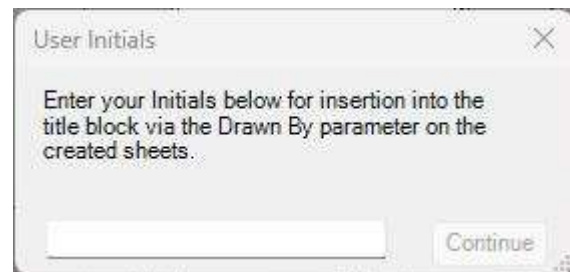 User Initials
Enter your Initials below for insertion into the
title block via the Drawn By parameter on the
created sheets.
Continue